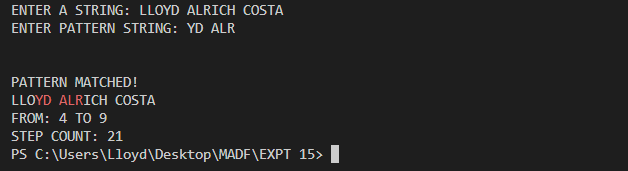 ENTER A STRING: LLOYD ALRICH COSTA
ENTER PATTERN STRING: YD ALR
PATTERN MATCHED!
LLOYD ALRICH COSTA
FROM: 4 TO 9
STEP COUNT: 21
PS C:\Users\Lloyd\Desktop\MADF\EXPT 15>